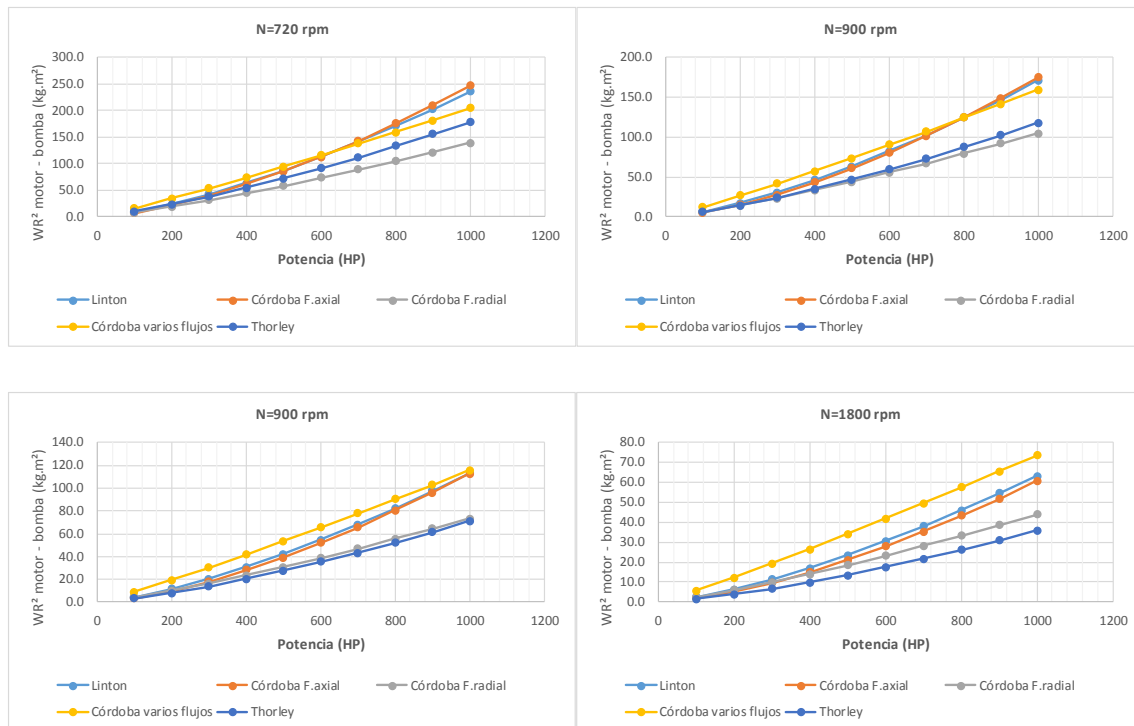 N=720 rpm
300.0
250.0
200.0
150.0
100.0
50.0
0.0
WR² motor - bomba (kg.m²)
0 200 400 600 800 1000 1200
Potencia (HP)
Linton Córdoba F.axial Córdoba F.radial
Córdoba varios flujos Thorley
N=900 rpm
200.0
150.0
100.0
50.0
0.0
WR² motor - bomba (kg.m²)
0 200 400 600 800 1000 1200
Potencia (HP)
Linton Córdoba F.axial Córdoba F.radial
Córdoba varios flujos Thorley
N=900 rpm
140.0
120.0
100.0
80.0
60.0
40.0
20.0
0.0
WR² motor - bomba (kg.m²)
0 200 400 600 800 1000 1200
Potencia (HP)
Linton Córdoba F.axial Córdoba F.radial
Córdoba varios flujos Thorley
N=1800 rpm
80.0
70.0
60.0
50.0
40.0
30.0
20.0
10.0
0.0
WR² motor - bomba (kg.m²)
0 200 400 600 800 1000 1200
Potencia (HP)
Linton Córdoba F.axial Córdoba F.radial
Córdoba varios flujos Thorley